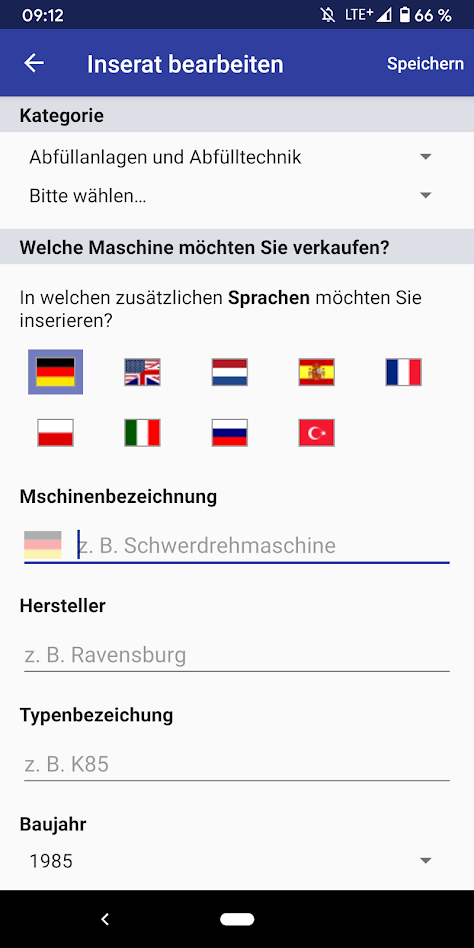 09:12 LTE+ 66 %
Inserat bearbeiten Speichern
Kategorie
Abfüllanlagen und Abfülltechnik
Bitte wählen...
Welche Maschine möchten Sie verkaufen?
In welchen zusätzlichen Sprachen möchten Sie
inserieren?
Mschinenbezeichnung
z. B. Schwerdrehmaschine
Hersteller
z. B. Ravensburg
Typenbezeichung
z. B. K85
Baujahr
1985